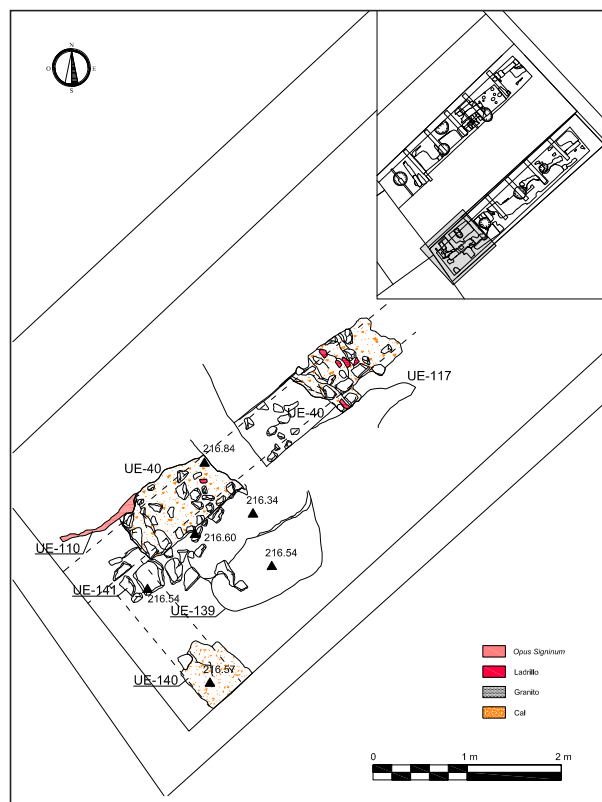 N
O E
S
UE-117
UE-40
216.84
UE-40
216.34
216.60
UE-110
216.54
UE-141
216.54
UE-139
216.57
UE-140
Opus Signinum
Ladrillo
Granito
Cal
0 1 m 2 m